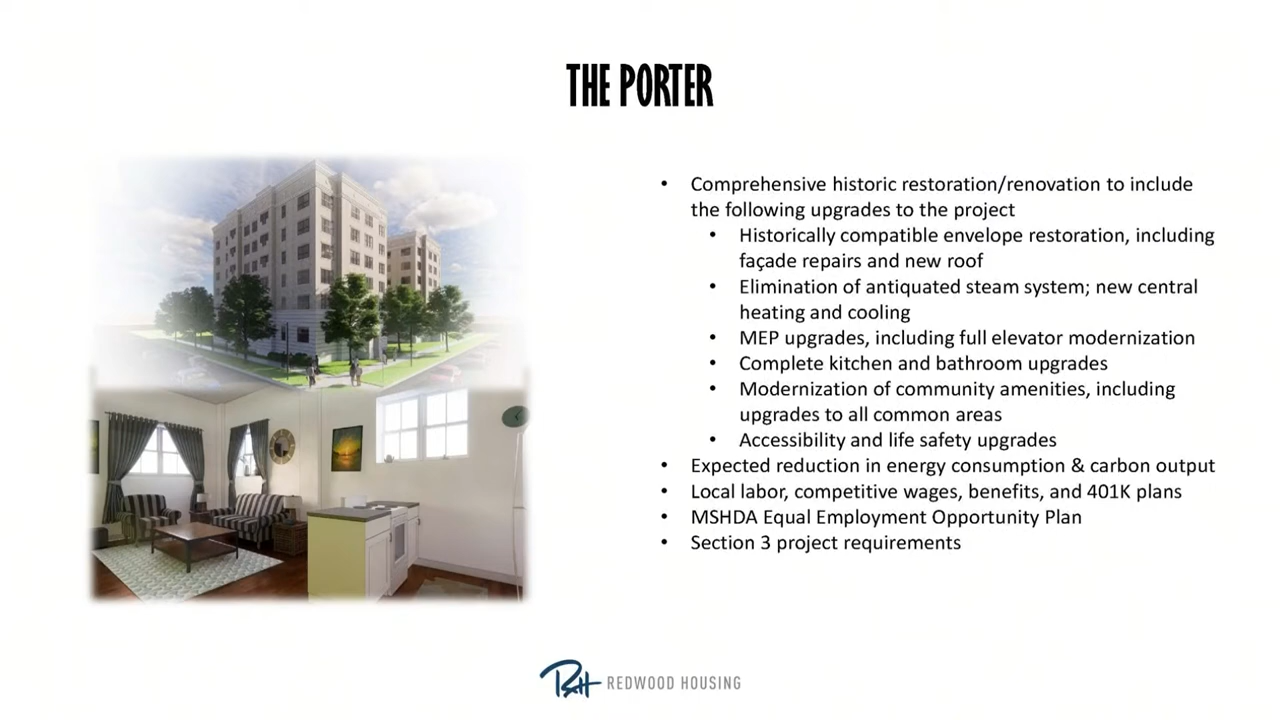 THE PORTER
• Comprehensive historic restoration/renovation to include
the following upgrades to the project
• Historically compatible envelope restoration, including
façade repairs and new roof
• Elimination of antiquated steam system; new central
heating and cooling
• MEP upgrades, including full elevator modernization
• Complete kitchen and bathroom upgrades
• Modernization of community amenities, including
upgrades to all common areas
• Accessibility and life safety upgrades
• Expected reduction in energy consumption & carbon output
• Local labor, competitive wages, benefits, and 401K plans
• MSHDA Equal Employment Opportunity Plan
• Section 3 project requirements
RH REDWOOD HOUSING